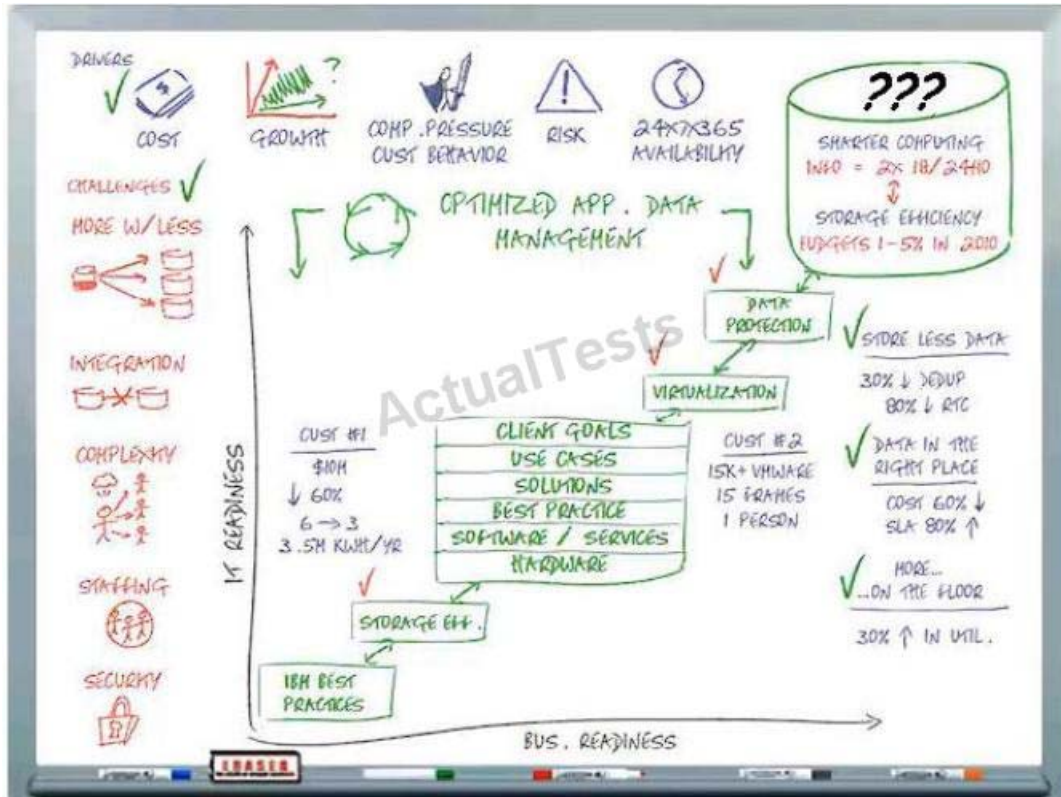 DRIVERS
COST
?
GROWTH
COMP. PRESSURE
CUST BEHAVIOR
!
RISK
24X7X365
AVAILABILITY
???
SMARTER COMPUTING
INFO = 2X 18/24MO
STORAGE EFFICIENCY
BUDGETS 1-5% IN 2010
CHALLENGES
MORE W/LESS
INTEGRATION
COMPLEXITY
STAFFING
SECURITY
OPTIMIZED APP. DATA
MANAGEMENT
IT READINESS
BUS. READINESS
DATA
PROTECTION
VIRTUALIZATION
CLIENT GOALS
USE CASES
SOLUTIONS
BEST PRACTICE
SOFTWARE / SERVICES
HARDWARE
STORAGE EFF.
IBM BEST
PRACTICES
CUST #1
$10M
↓ 60%
6 → 3
3.5M KWH/YR
CUST #2
15K+ VMWARE
15 FRAMES
1 PERSON
STORE LESS DATA
30% ↓ DEDUP
80% ↓ RTC
DATA IN THE
RIGHT PLACE
COST 60% ↓
SLA 80% ↑
MORE...
...ON THE FLOOR
30% ↑ IN UTIL.
ActualTests
ERASER